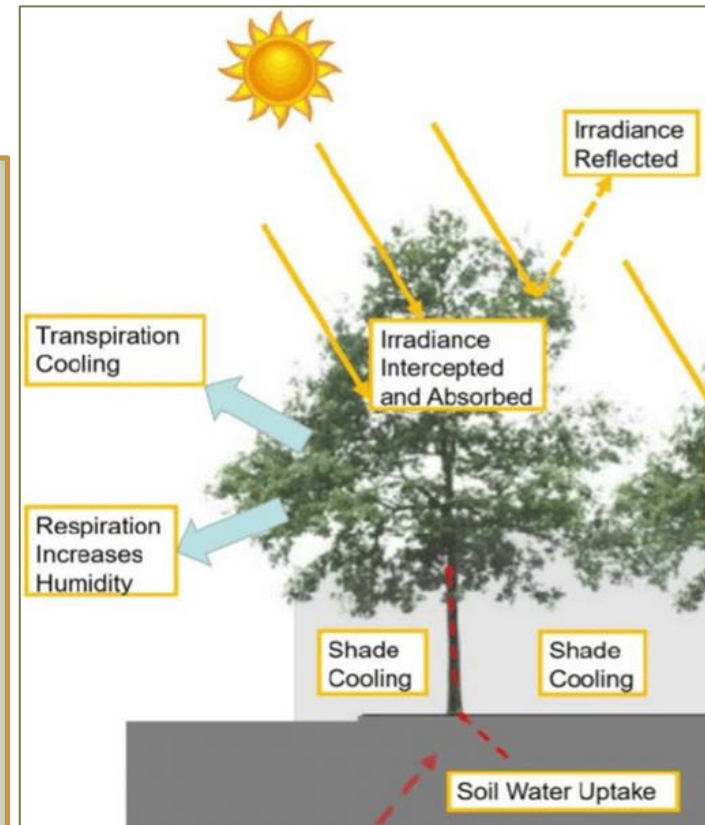 Irradiance
Reflected
Transpiration
Cooling
Irradiance
Intercepted
and Absorbed
Respiration
Increases
Humidity
Shade
Cooling
Shade
Cooling
Soil Water Uptake